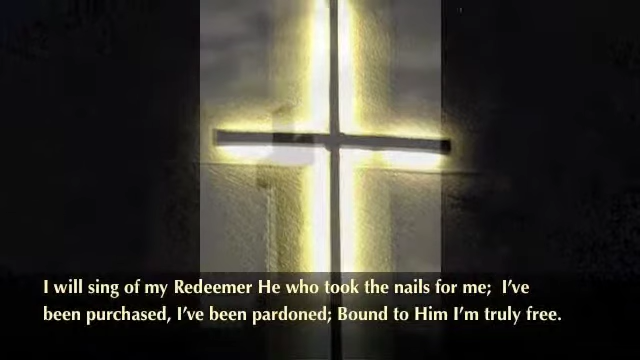 I will sing of my Redeemer He who took the nails for me;  I've
been purchased, I've been pardoned; Bound to Him I'm truly free.